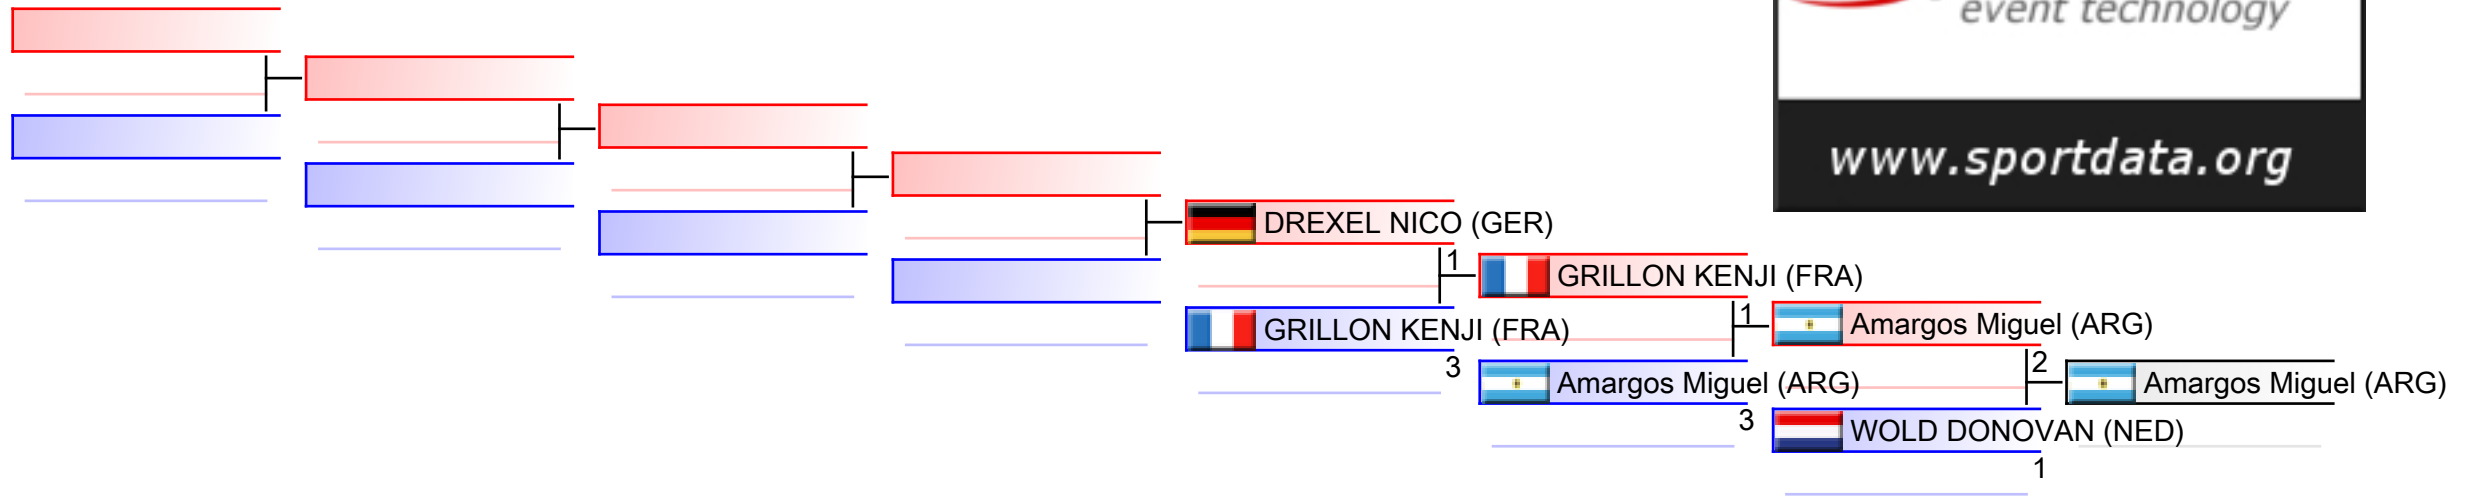 event technology
www.sportdata.org
DREXEL NICO (GER)
1
GRILLON KENJI (FRA)
GRILLON KENJI (FRA)
3
1
Amargos Miguel (ARG)
Amargos Miguel (ARG)
3
2
Amargos Miguel (ARG)
WOLD DONOVAN (NED)
1